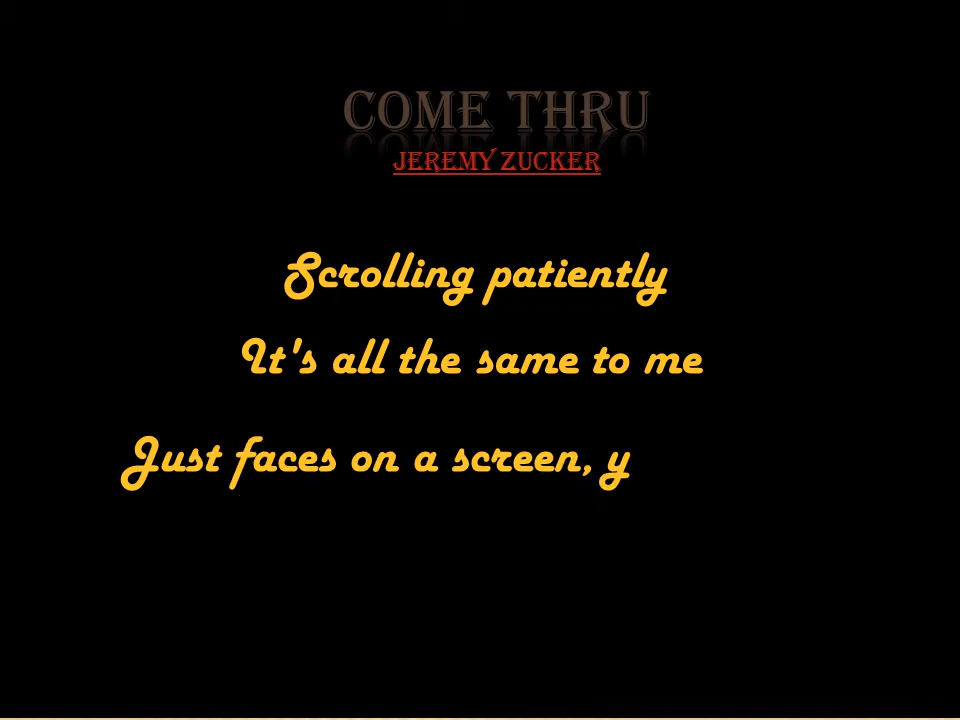 COME THRU
JEREMY ZUCKER
Scrolling patiently
It's all the same to me
Just faces on a screen, y